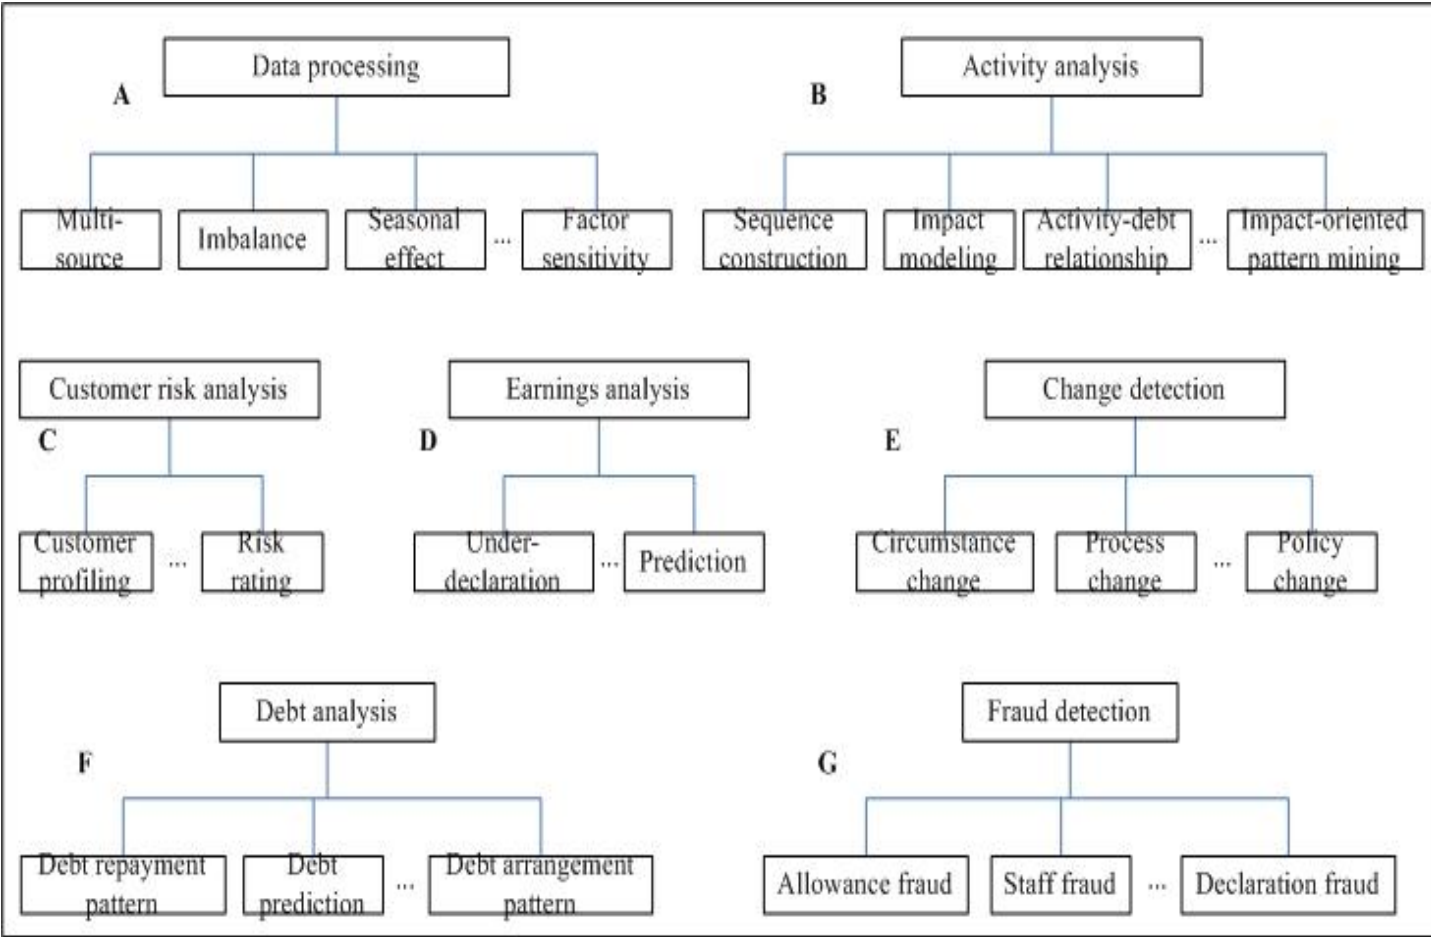 Data processing
Activity analysis
A
B
Multi-
source
Imbalance
Seasonal
effect
...
Factor
sensitivity
Sequence
construction
Impact
modeling
Activity-debt
relationship
...
Impact-oriented
pattern mining
Customer risk analysis
Earnings analysis
Change detection
C
D
E
Customer
profiling
...
Risk
rating
Under-
declaration
...
Prediction
Circumstance
change
Process
change
...
Policy
change
Debt analysis
Fraud detection
F
G
Debt repayment
pattern
Debt
prediction
...
Debt arrangement
pattern
Allowance fraud
Staff fraud
...
Declaration fraud